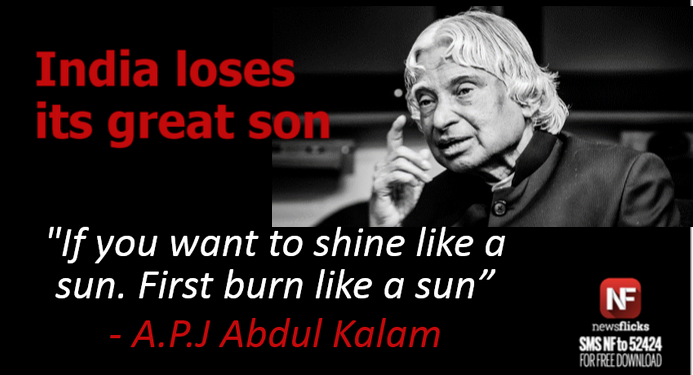 India loses
its great son
"If you want to shine like a
sun. First burn like a sun”
- A.P.J Abdul Kalam
NF
newsflicks
SMS NF to 52424
FOR FREE DOWNLOAD